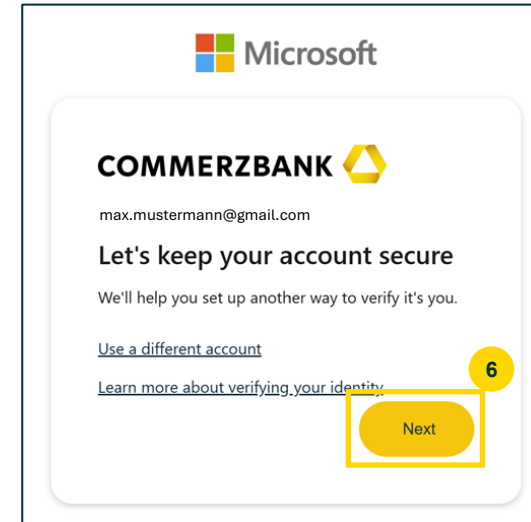 Microsoft
COMMERZBANK
max.mustermann@gmail.com
Let's keep your account secure
We'll help you set up another way to verify it's you.
Use a different account
Learn more about verifying your identity
6
Next